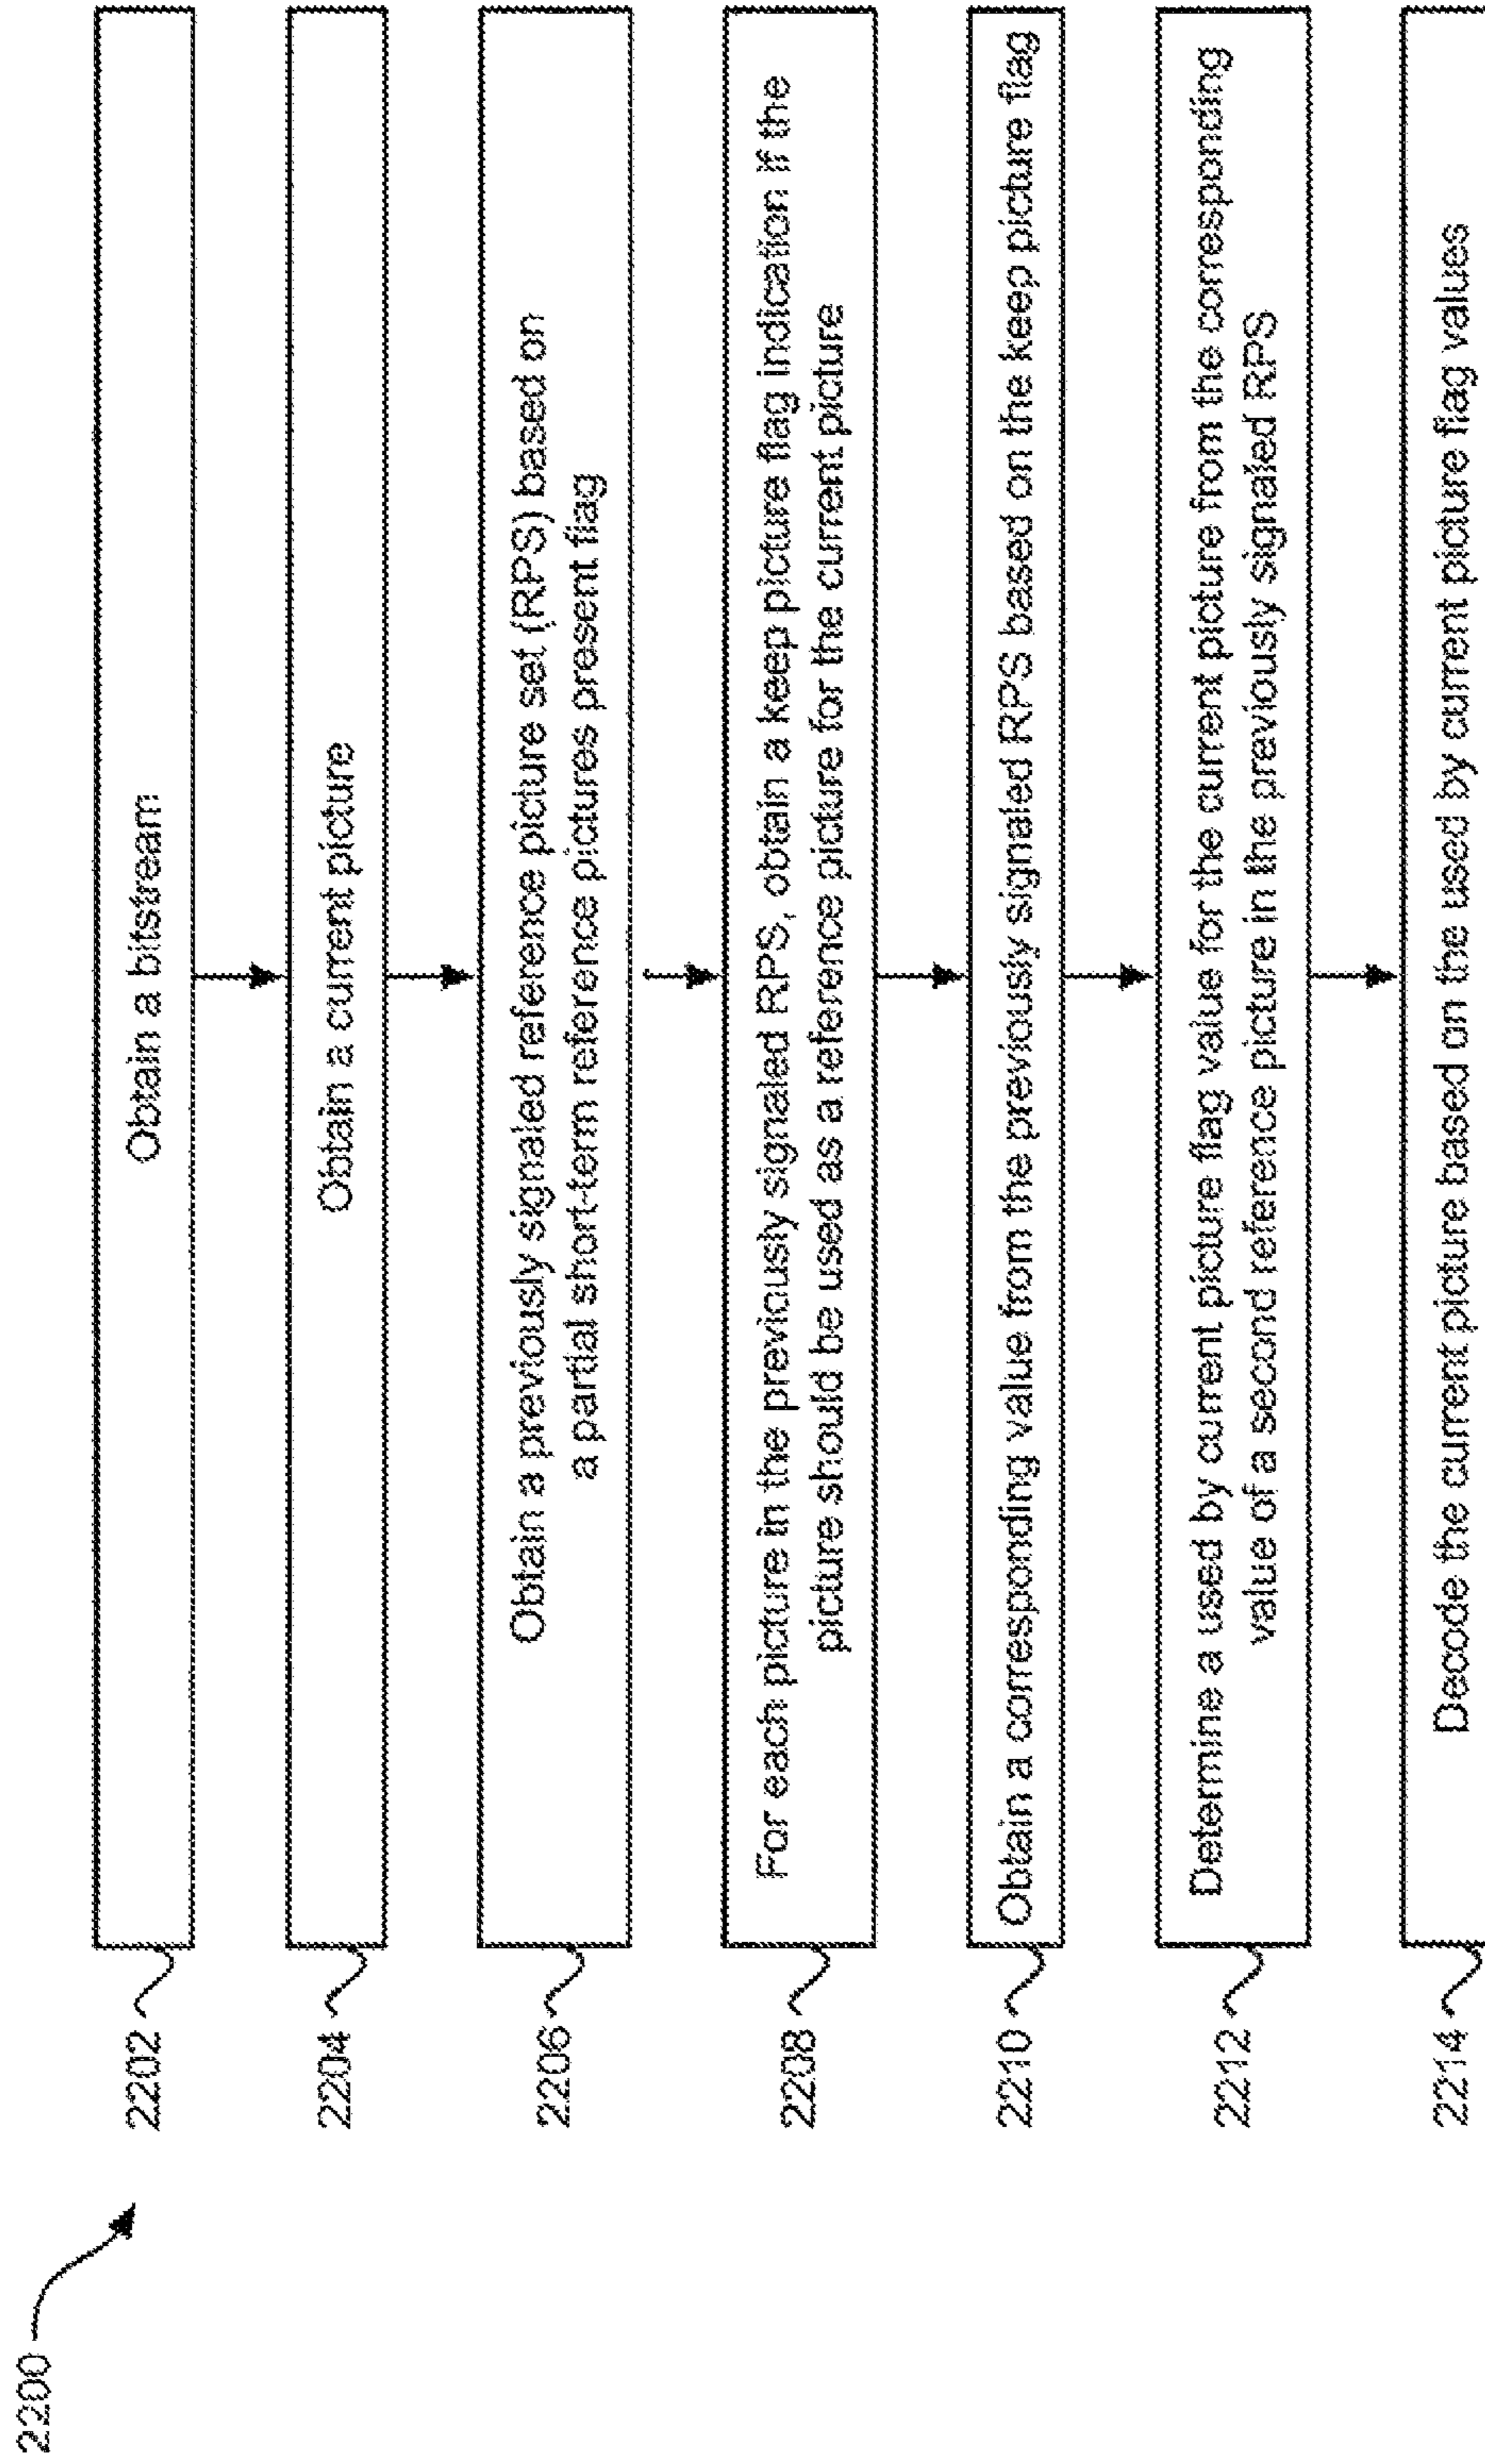 2200
2202
Obtain a bitstream
2204
Obtain a current picture
2206
Obtain a previously signaled reference picture set (RPS) based on
a partial short-term reference pictures present flag
2208
For each picture in the previously signaled RPS, obtain a keep picture flag indication if the
picture should be used as a reference picture for the current picture
2210
Obtain a corresponding value from the previously signaled RPS based on the keep picture flag
2212
Determine a used by current picture flag value for the current picture from the corresponding
value of a second reference picture in the previously signaled RPS
2214
Decode the current picture based on the used by current picture flag values